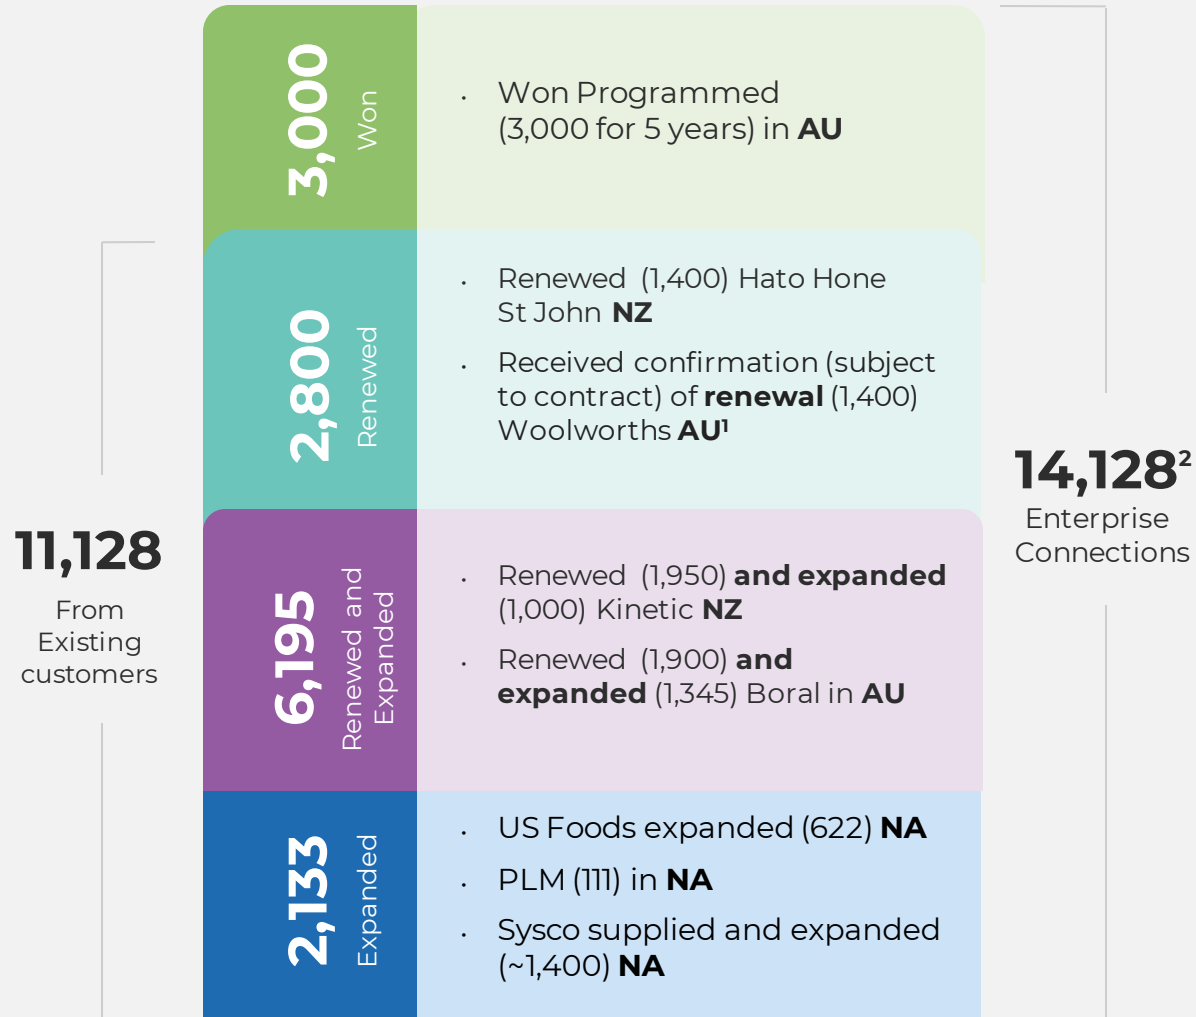 3,000
Won
• Won Programmed
(3,000 for 5 years) in AU
2,800
Renewed
• Renewed (1,400) Hato Hone
St John NZ
• Received confirmation (subject
to contract) of renewal (1,400)
Woolworths AU¹
6,195
Renewed and
Expanded
• Renewed (1,950) and expanded
(1,000) Kinetic NZ
• Renewed (1,900) and
expanded (1,345) Boral in AU
2,133
Expanded
• US Foods expanded (622) NA
• PLM (111) in NA
• Sysco supplied and expanded
(~1,400) NA
11,128
From
Existing
customers
14,128²
Enterprise
Connections